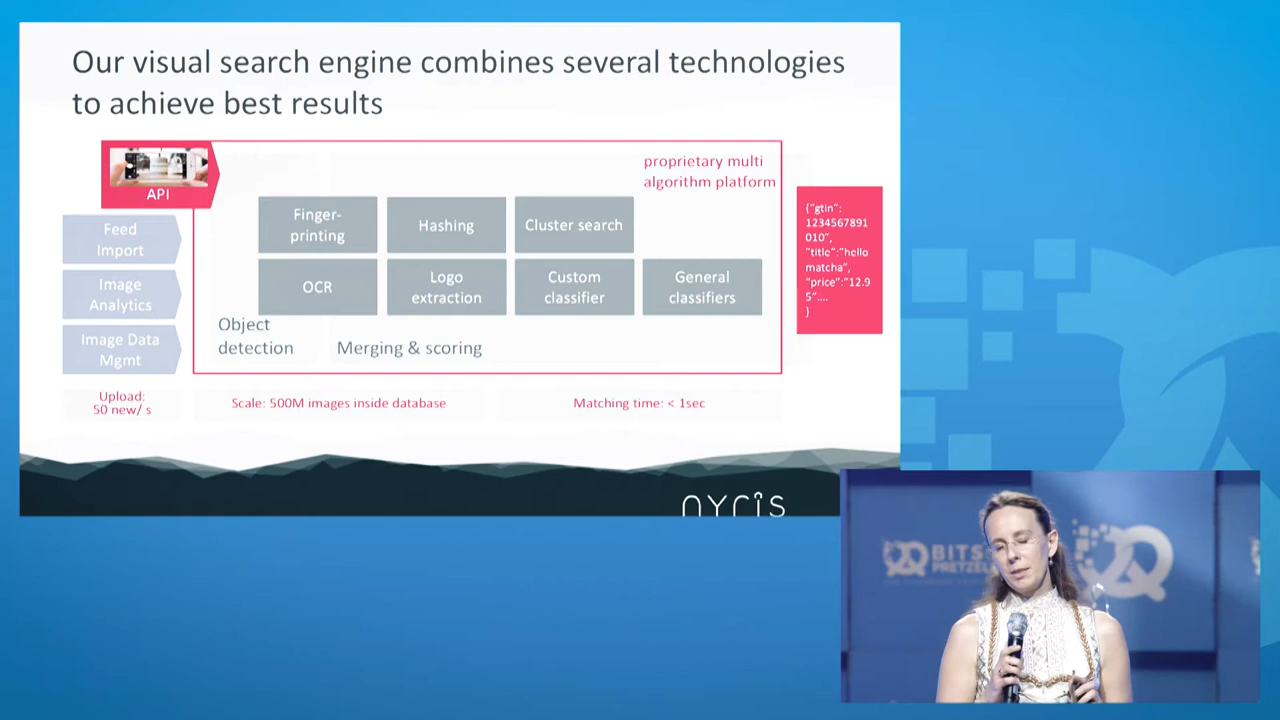 Our visual search engine combines several technologies
to achieve best results
API
proprietary multi
algorithm platform
Feed
Import
Image
Analytics
Image Data
Mgmt
Finger-
printing
Hashing
Cluster search
OCR
Logo
extraction
Custom
classifier
General
classifiers
Object
detection
Merging & scoring
{"gtin":
1234567891
010",
"title":"hello
matcha",
"price":"12.9
5"....
}
Upload:
50 new/ s
Scale: 500M images inside database
Matching time: < 1sec
nyris
BITS
PRETZEL